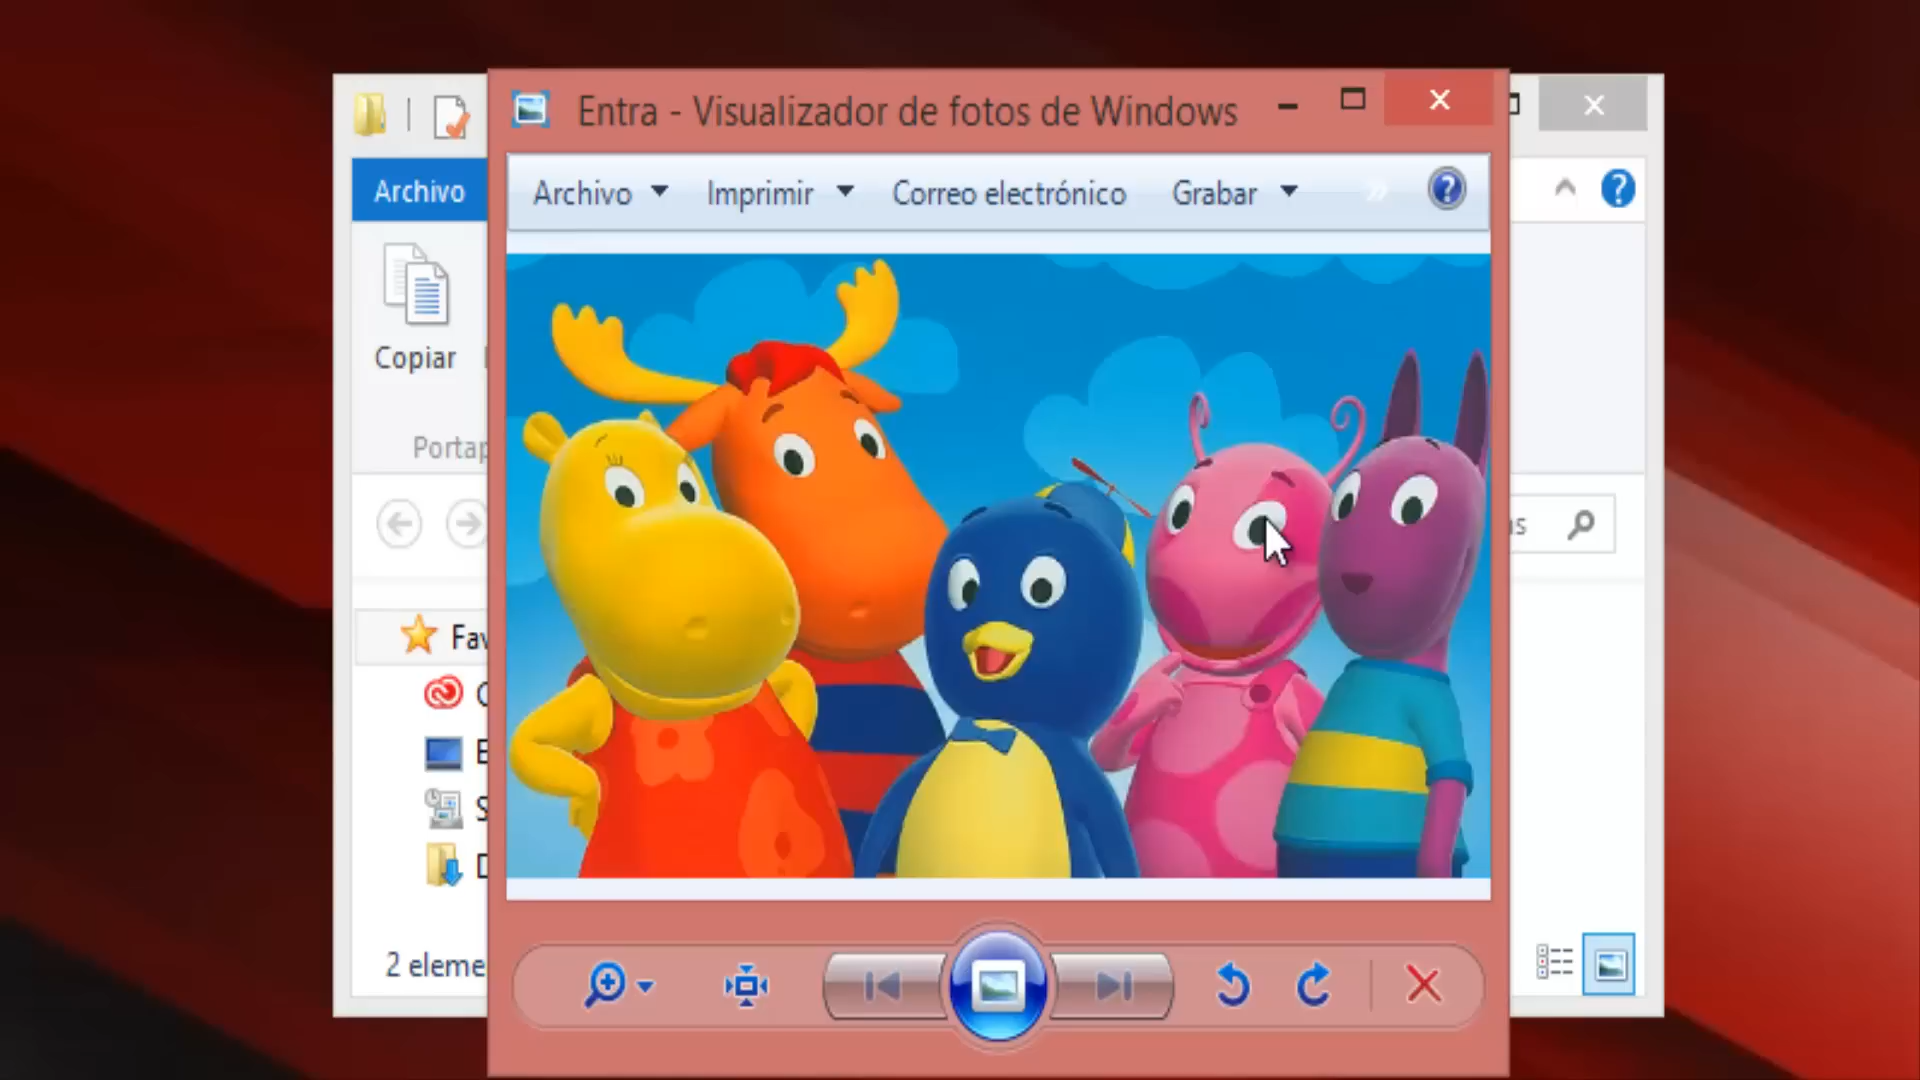 Entra - Visualizador de fotos de Windows
Archivo Imprimir Correo electrónico Grabar
Archivo
Copiar
Portap
Fav
2 eleme